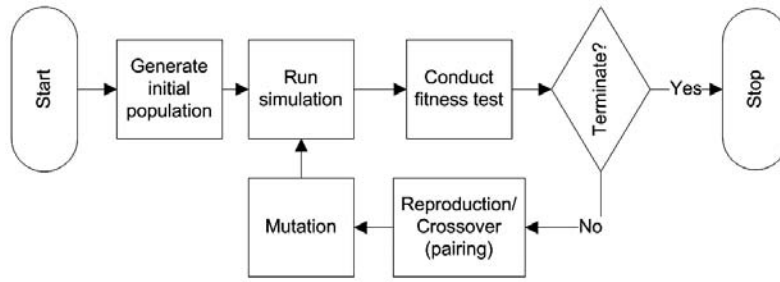 Start
Generate
initial
population
Run
simulation
Conduct
fitness test
Terminate?
Yes
Stop
Mutation
Reproduction/
Crossover
(pairing)
No